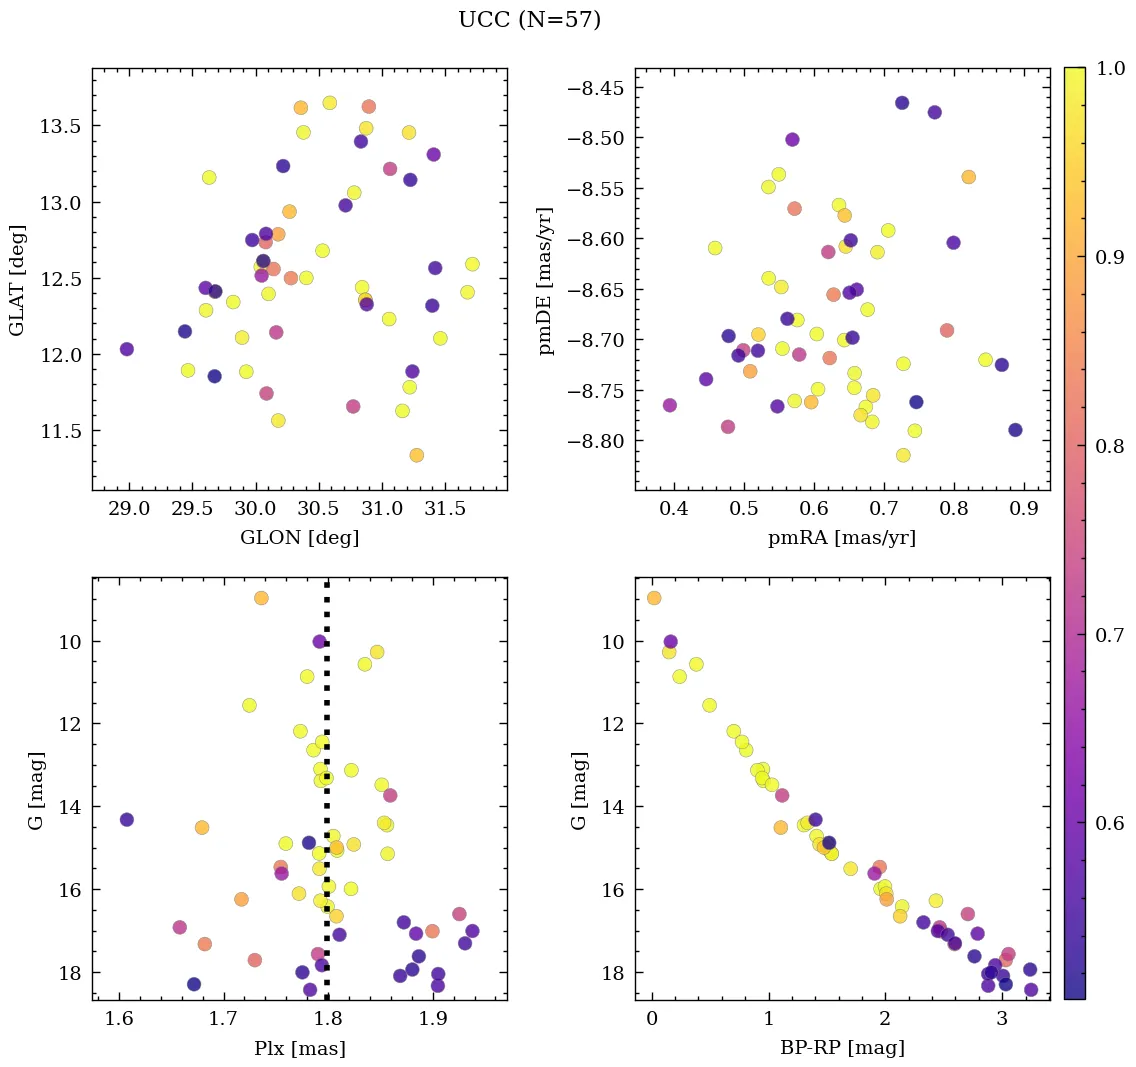 UCC (N=57)
13.5
13.0
12.5
12.0
11.5
GLAT [deg]
29.0 29.5 30.0 30.5 31.0 31.5
GLON [deg]
−8.45
−8.50
−8.55
−8.60
−8.65
−8.70
−8.75
−8.80
pmDE [mas/yr]
0.4 0.5 0.6 0.7 0.8 0.9
pmRA [mas/yr]
10
12
14
16
18
G [mag]
1.6 1.7 1.8 1.9
Plx [mas]
10
12
14
16
18
G [mag]
0 1 2 3
BP-RP [mag]
1.0
0.9
0.8
0.7
0.6